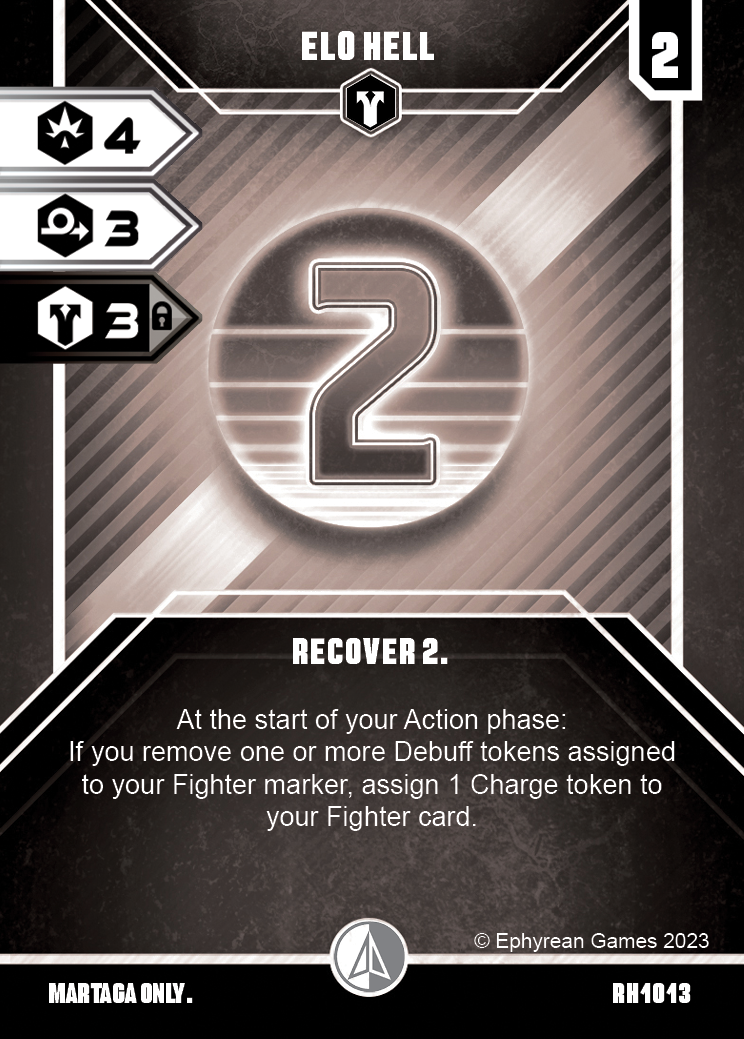 ELO HELL
2
4
3
3
2
RECOVER 2.
At the start of your Action phase:
If you remove one or more Debuff tokens assigned
to your Fighter marker, assign 1 Charge token to
your Fighter card.
© Ephyrean Games 2023
MARTAGA ONLY.
RH1013